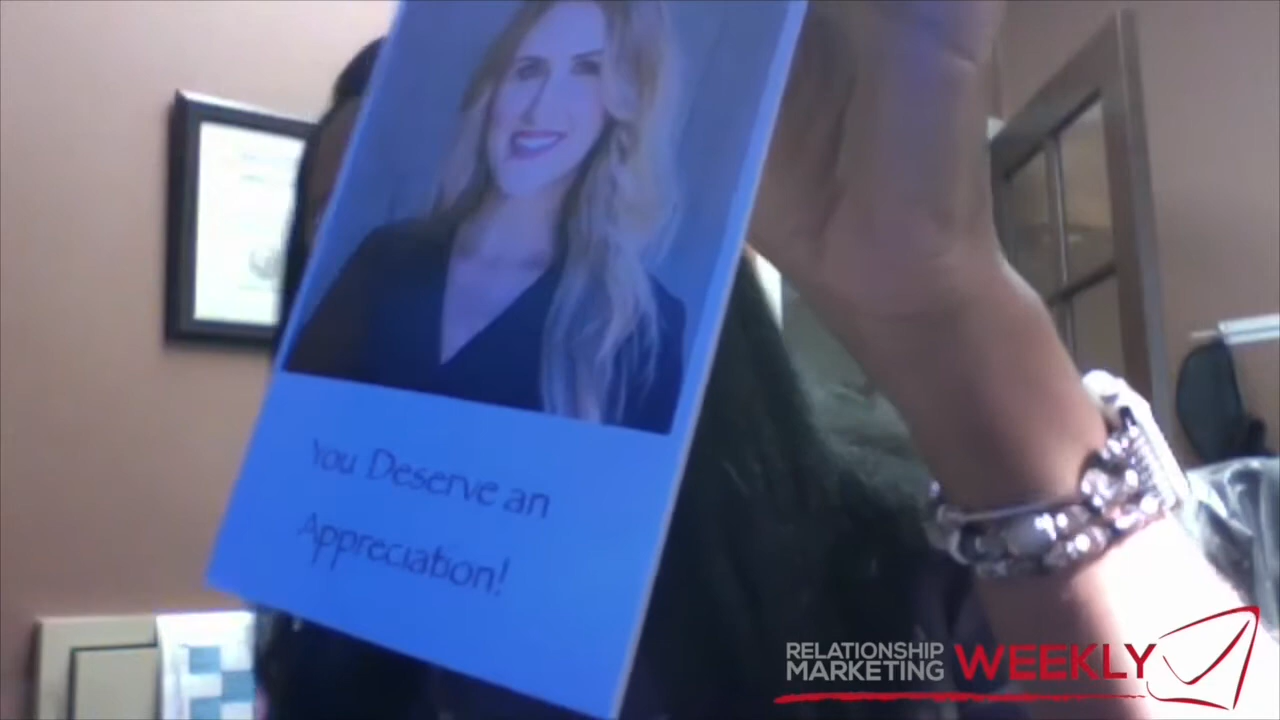 You Deserve an
Appreciation!
RELATIONSHIP
MARKETING
WEEKLY